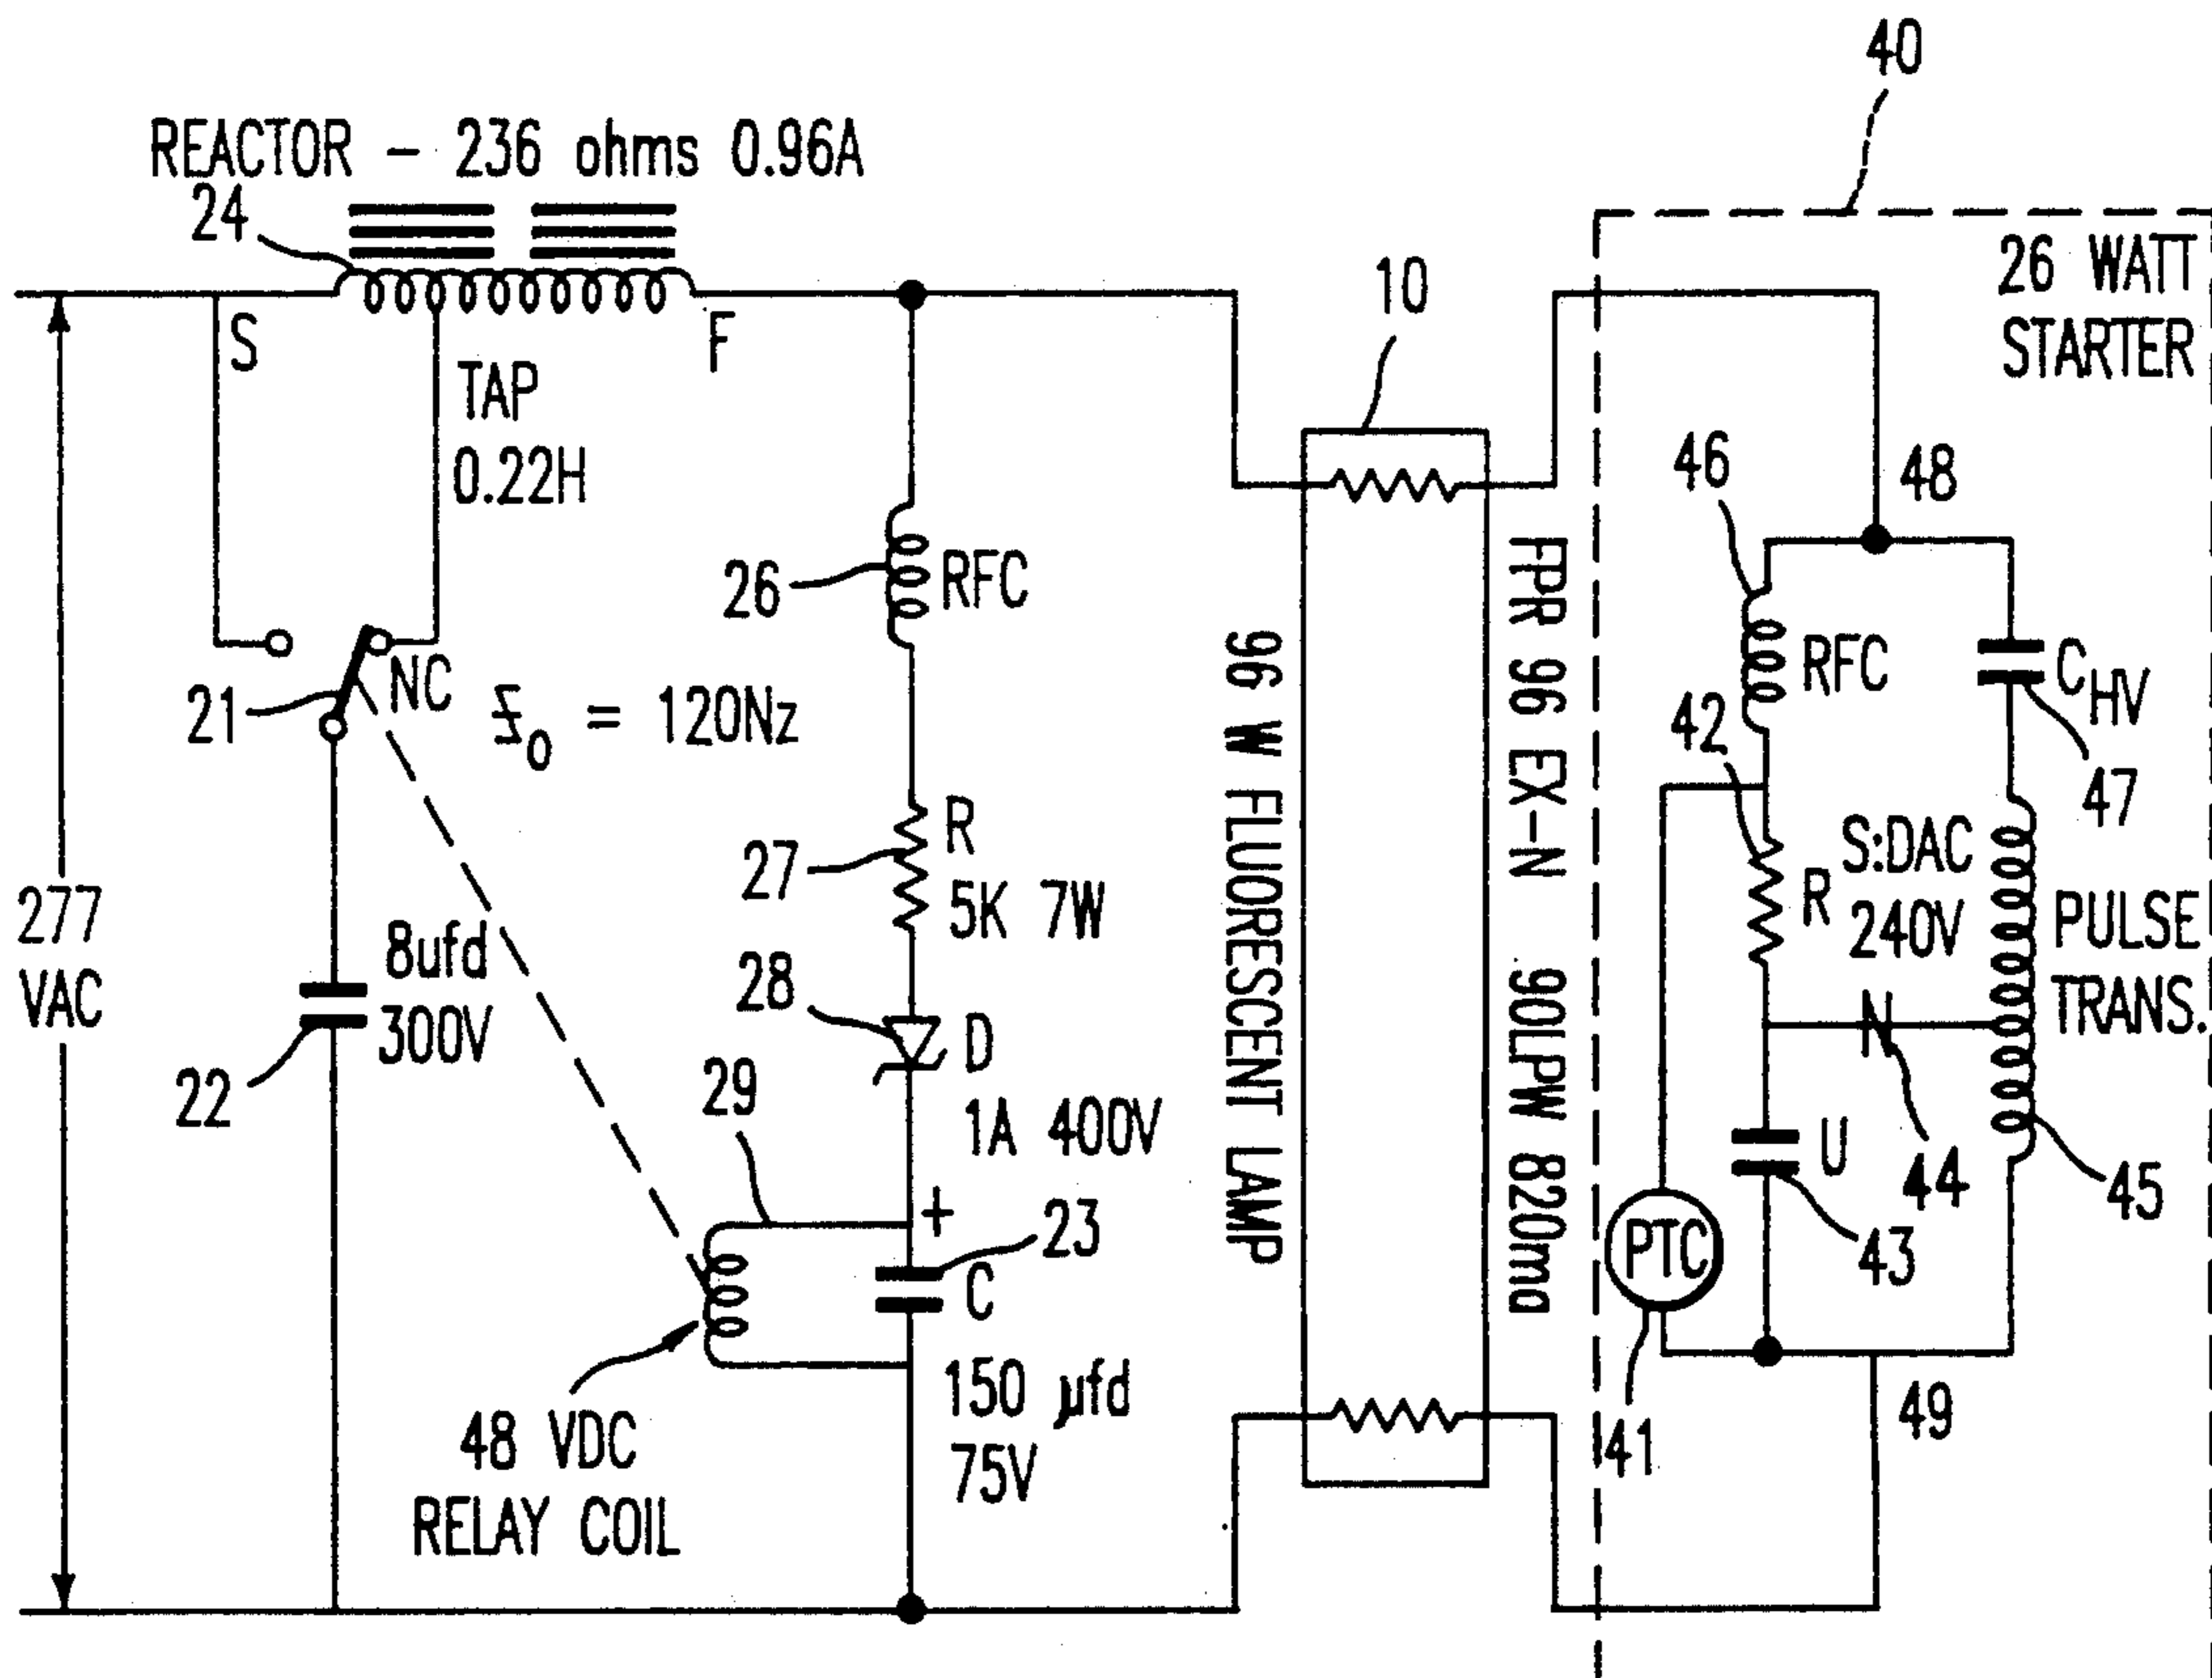 40
REACTOR - 236 ohms 0.96A
24
26 WATT
STARTER
10
S
F
TAP
0.22H
46
48
26
RFC
RFC
C HV
21
NC
f₀ = 120Nz
42
47
FPR 96 EX-N 90LPW 820ma
96 W FLUORESCENT LAMP
R
27
5K 7W
R
S:DAC
240V
PULSE
TRANS.
277
VAC
8ufd
300V
22
28
D
1A 400V
29
+
23
C
150 µfd
75V
U
44
45
43
PTC
41
49
48 VDC
RELAY COIL